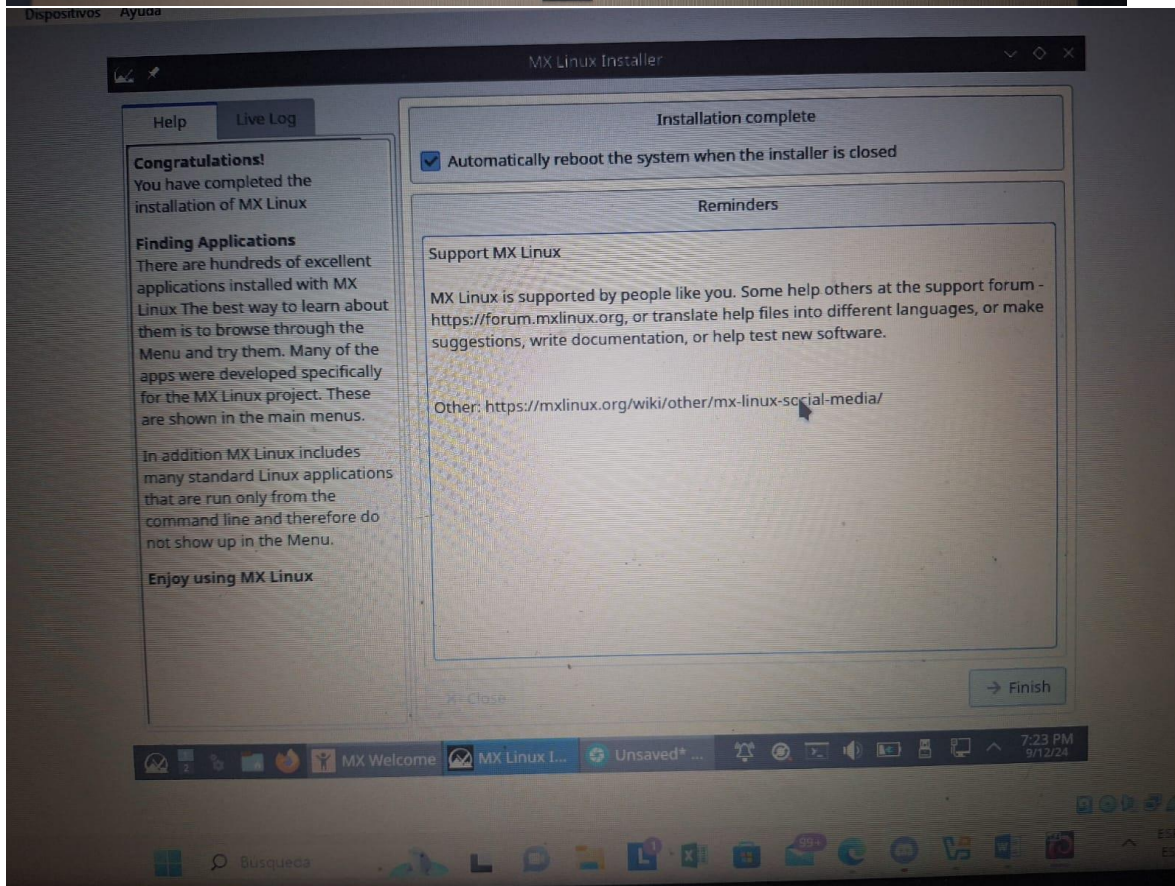 Dispositivos Ayuda
MX Linux Installer
Help
Live Log
Congratulations!
You have completed the
installation of MX Linux
Finding Applications
There are hundreds of excellent
applications installed with MX
Linux The best way to learn about
them is to browse through the
Menu and try them. Many of the
apps were developed specifically
for the MX Linux project. These
are shown in the main menus.
In addition MX Linux includes
many standard Linux applications
that are run only from the
command line and therefore do
not show up in the Menu.
Enjoy using MX Linux
Installation complete
Automatically reboot the system when the installer is closed
Reminders
Support MX Linux
MX Linux is supported by people like you. Some help others at the support forum -
https://forum.mxlinux.org, or translate help files into different languages, or make
suggestions, write documentation, or help test new software.
Other: https://mxlinux.org/wiki/other/mx-linux-social-media/
Close
→ Finish
1
2
MX Welcome
MX Linux I...
Unsaved* ...
7:23 PM
9/12/24
Búsqueda
99+